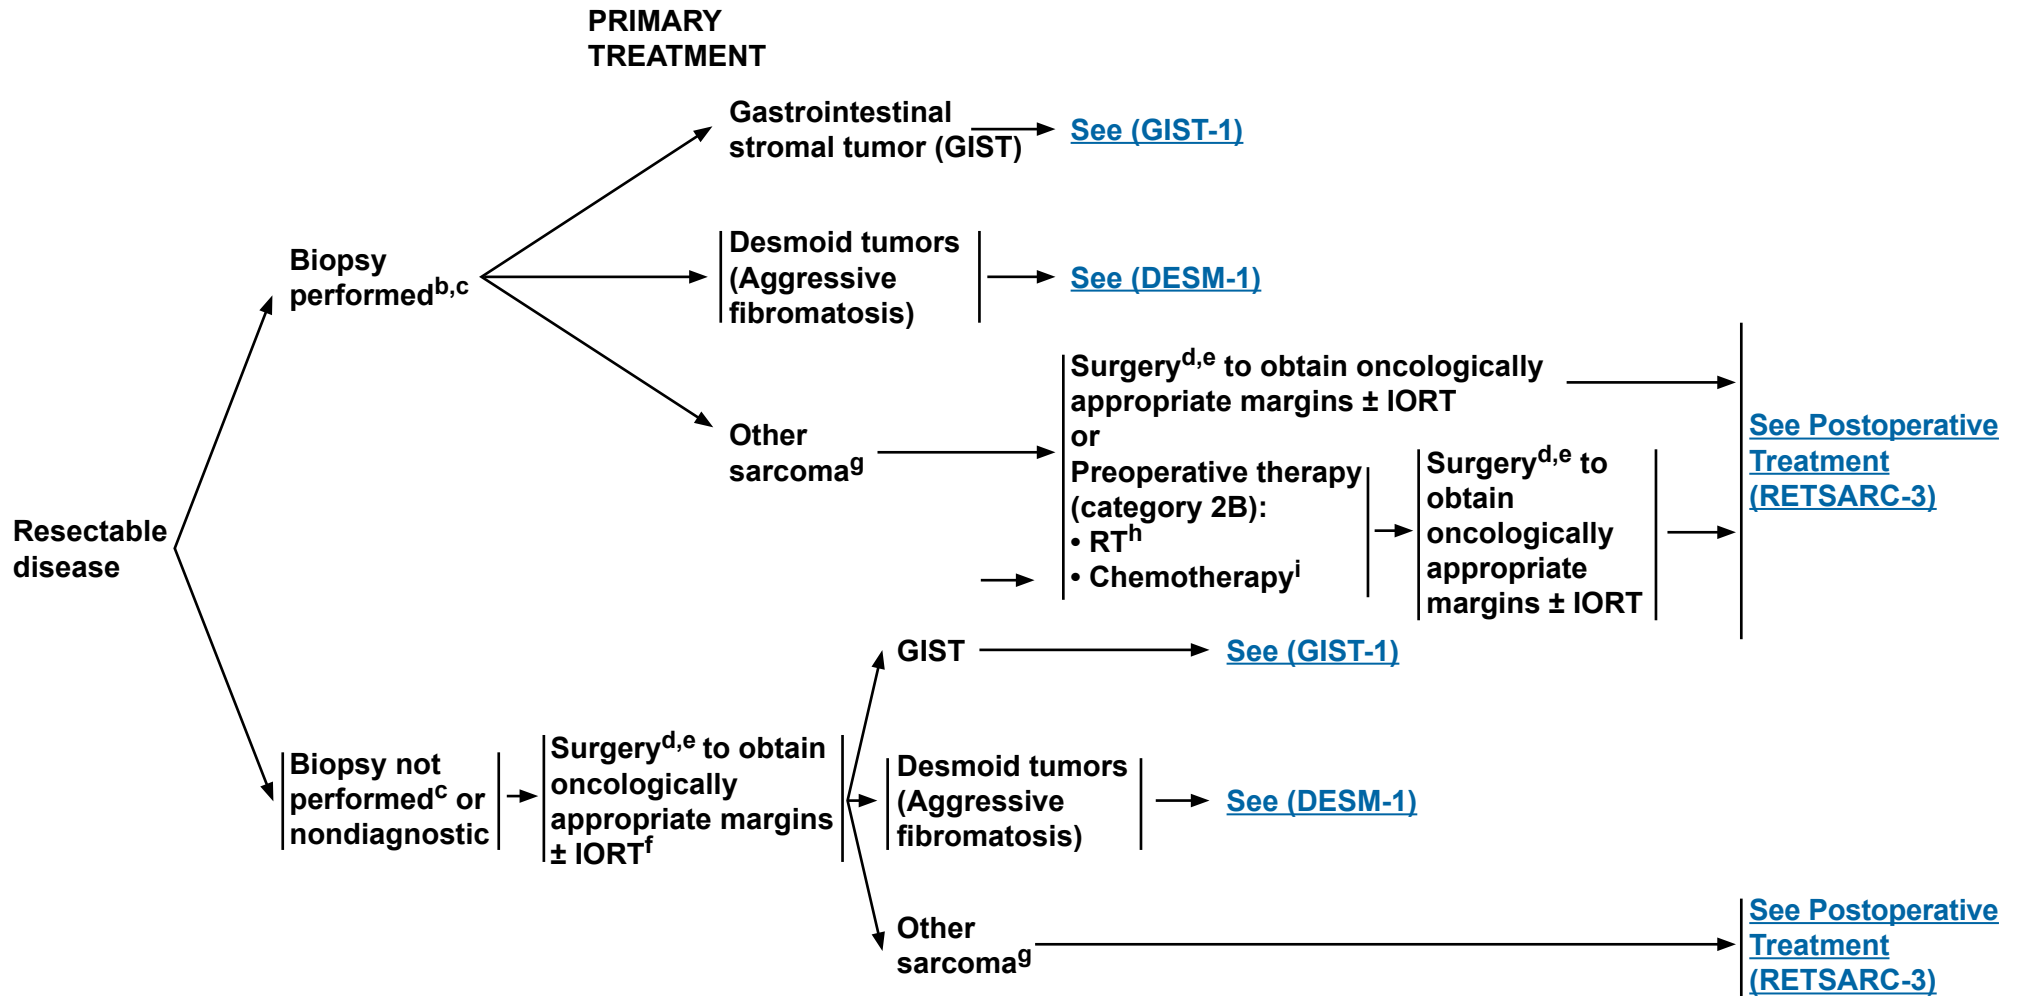 PRIMARY
TREATMENT
Gastrointestinal
stromal tumor (GIST)
See (GIST-1)
Biopsy
performedb,c
Desmoid tumors
(Aggressive
fibromatosis)
See (DESM-1)
Other
sarcomag
Surgeryd,e to obtain oncologically
appropriate margins ± IORT
or
Preoperative therapy
(category 2B):
• RTh
• Chemotherapyi
Surgeryd,e to
obtain
oncologically
appropriate
margins ± IORT
See Postoperative
Treatment
(RETSARC-3)
Resectable
disease
Biopsy not
performedc or
nondiagnostic
Surgeryd,e to obtain
oncologically
appropriate margins
± IORTf
GIST
See (GIST-1)
Desmoid tumors
(Aggressive
fibromatosis)
See (DESM-1)
Other
sarcomag
See Postoperative
Treatment
(RETSARC-3)